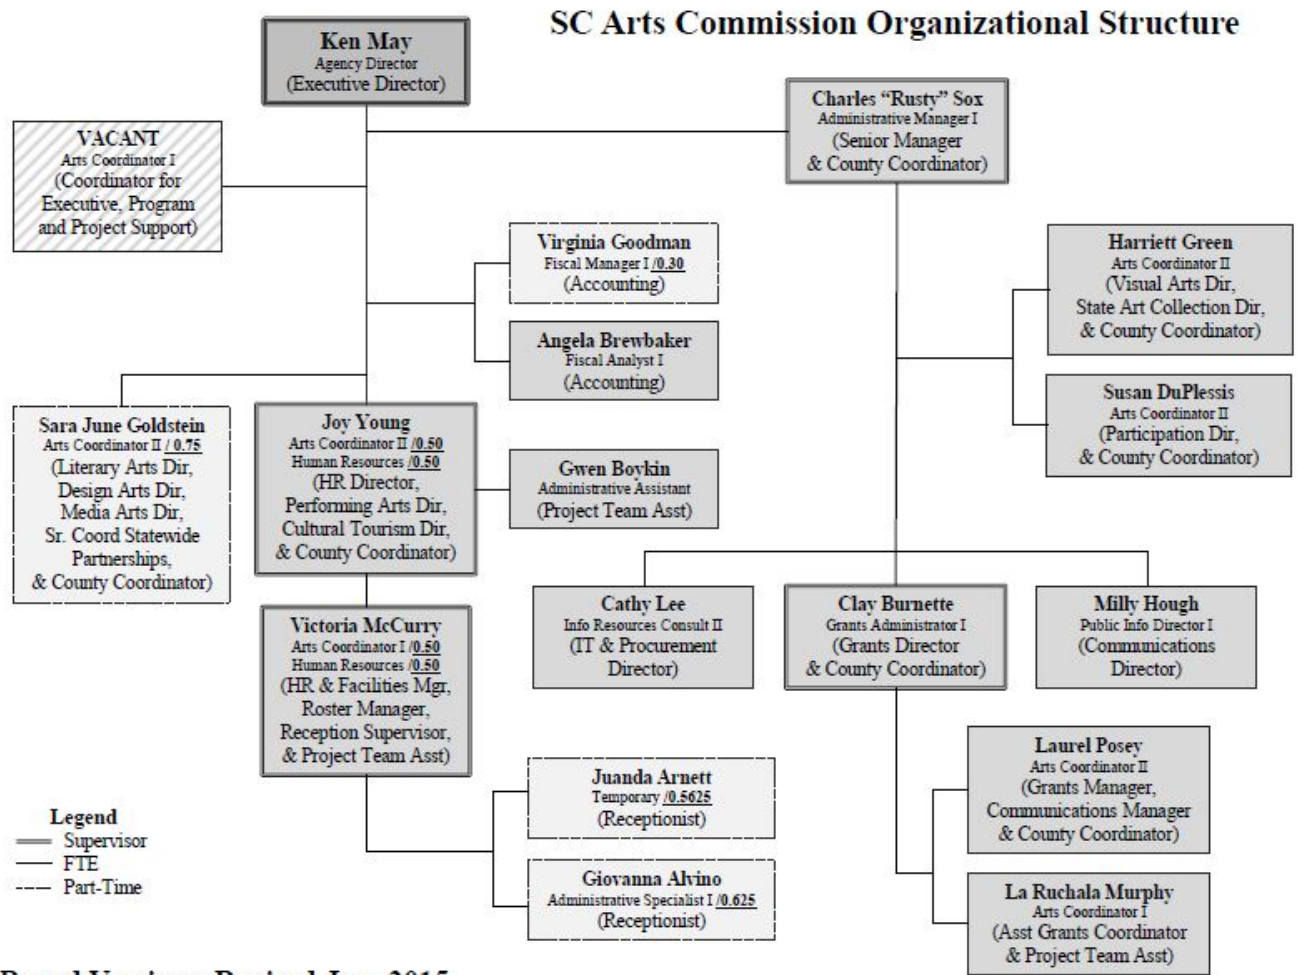 SC Arts Commission Organizational Structure
Ken May
Agency Director
(Executive Director)
Charles “Rusty” Sox
Administrative Manager I
(Senior Manager
& County Coordinator)
VACANT
Arts Coordinator I
(Coordinator for
Executive, Program
and Project Support)
Virginia Goodman
Fiscal Manager I /0.30
(Accounting)
Harriett Green
Arts Coordinator II
(Visual Arts Dir,
State Art Collection Dir,
& County Coordinator)
Angela Brewbaker
Fiscal Analyst I
(Accounting)
Susan DuPlessis
Arts Coordinator II
(Participation Dir,
& County Coordinator)
Sara June Goldstein
Arts Coordinator II / 0.75
(Literary Arts Dir,
Design Arts Dir,
Media Arts Dir,
Sr. Coord Statewide
Partnerships,
& County Coordinator)
Joy Young
Arts Coordinator II /0.50
Human Resources /0.50
(HR Director,
Performing Arts Dir,
Cultural Tourism Dir,
& County Coordinator)
Gwen Boykin
Administrative Assistant
(Project Team Asst)
Victoria McCurry
Arts Coordinator I /0.50
Human Resources /0.50
(HR & Facilities Mgr,
Roster Manager,
Reception Supervisor,
& Project Team Asst)
Cathy Lee
Info Resources Consult II
(IT & Procurement
Director)
Clay Burnette
Grants Administrator I
(Grants Director
& County Coordinator)
Milly Hough
Public Info Director I
(Communications
Director)
Juanda Arnett
Temporary /0.5625
(Receptionist)
Giovanna Alvino
Administrative Specialist I /0.625
(Receptionist)
Laurel Posey
Arts Coordinator II
(Grants Manager,
Communications Manager
& County Coordinator)
La Ruchala Murphy
Arts Coordinator I
(Asst Grants Coordinator
& Project Team Asst)
Legend
Supervisor
FTE
Part-Time